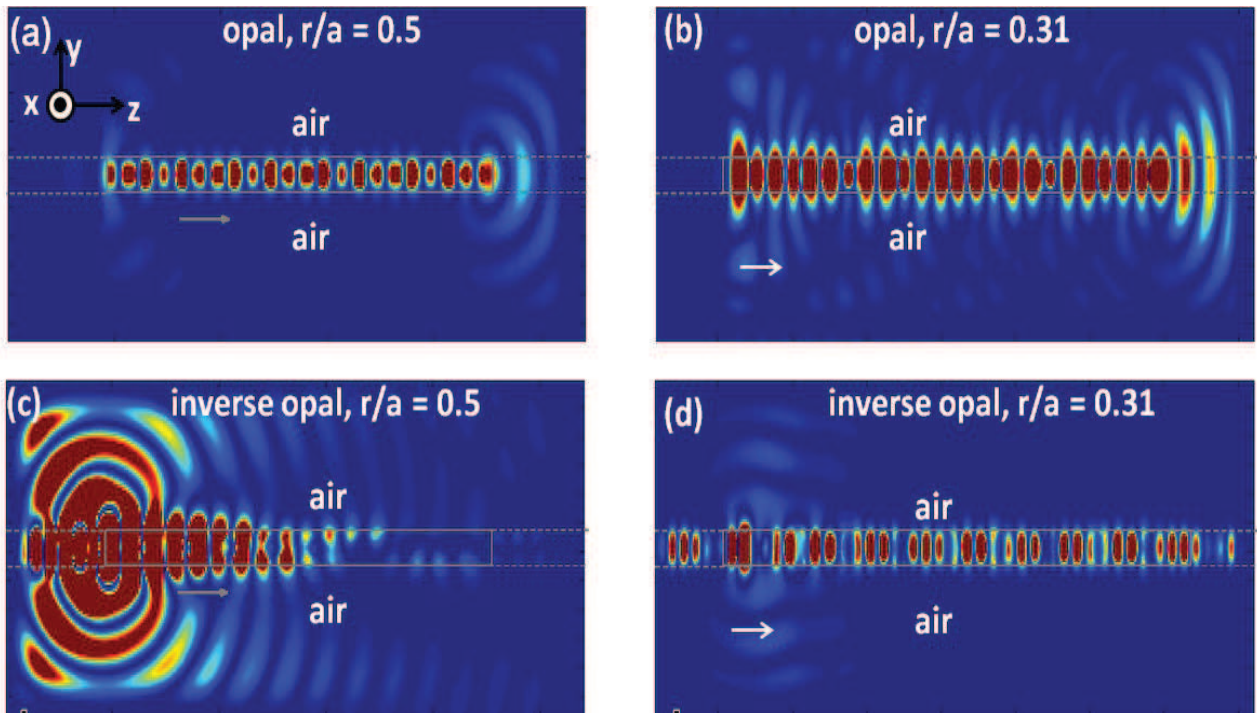 (a)
opal, r/a = 0.5
y
x
z
air
air
(b)
opal, r/a = 0.31
air
air
(c)
inverse opal, r/a = 0.5
air
air
(d)
inverse opal, r/a = 0.31
air
air